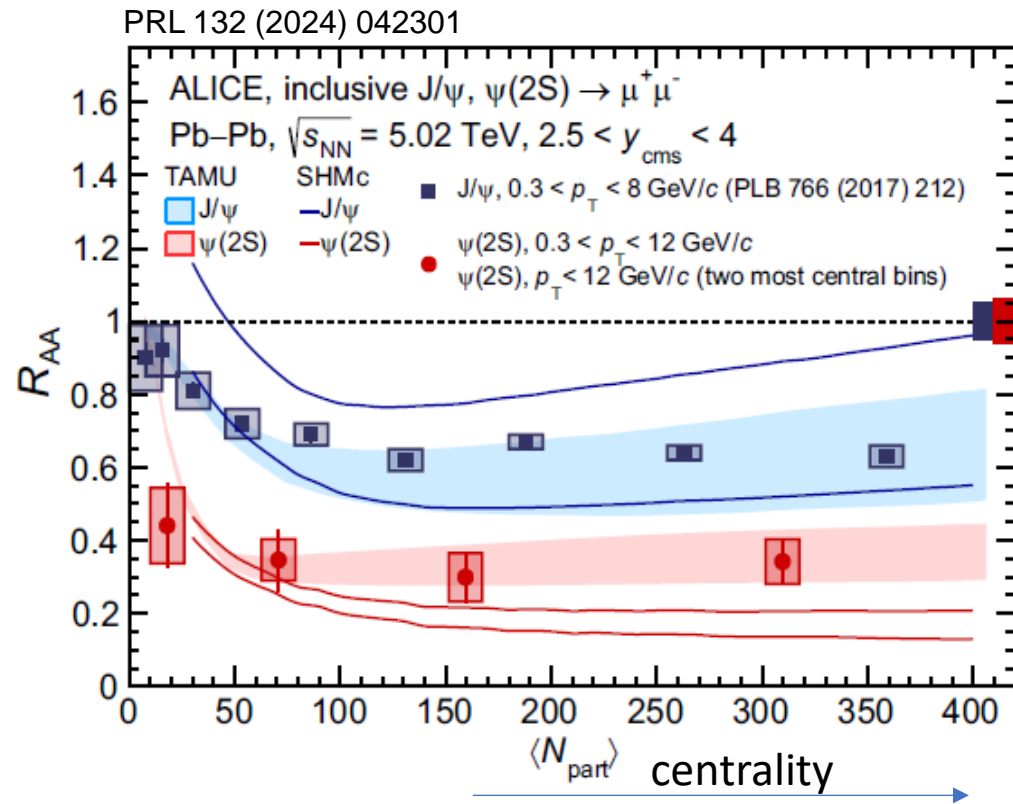 PRL 132 (2024) 042301
ALICE, inclusive J/ψ, ψ(2S) → μ⁺μ⁻
Pb–Pb, √s_NN = 5.02 TeV, 2.5 < y_cms < 4
TAMU SHMc
J/ψ J/ψ
ψ(2S) ψ(2S)
J/ψ, 0.3 < p_T < 8 GeV/c (PLB 766 (2017) 212)
ψ(2S), 0.3 < p_T < 12 GeV/c
ψ(2S), p_T < 12 GeV/c (two most central bins)
R_AA
1.6
1.4
1.2
1
0.8
0.6
0.4
0.2
0
0 50 100 150 200 250 300 350 400
⟨N_part⟩
centrality